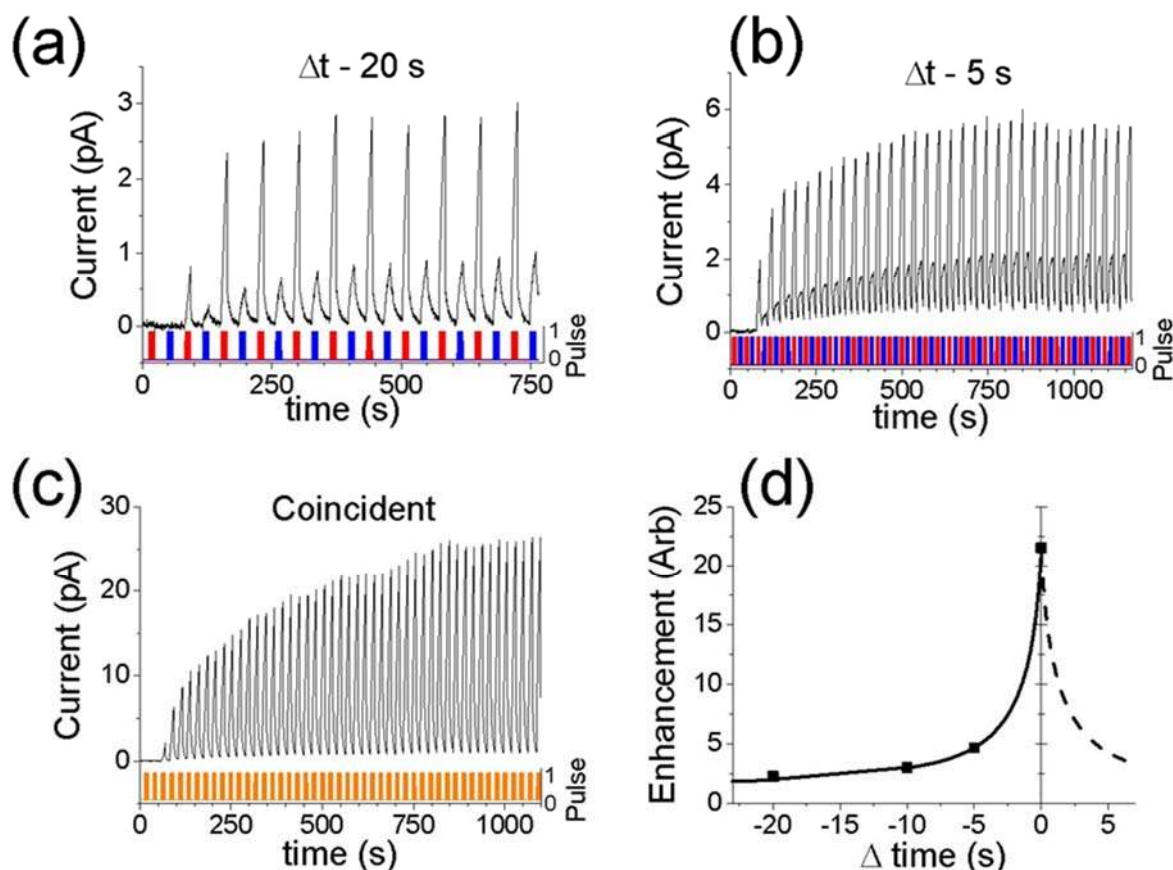 (a)
Δt - 20 s
Current (pA)
3
2
1
0
1
0
Pulse
0 250 500 750
time (s)
(b)
Δt - 5 s
Current (pA)
6
4
2
0
1
0
Pulse
0 250 500 750 1000
time (s)
(c)
Coincident
Current (pA)
30
20
10
0
1
0
Pulse
0 250 500 750 1000
time (s)
(d)
Enhancement (Arb)
25
20
15
10
5
0
-20 -15 -10 -5 0 5
Δ time (s)